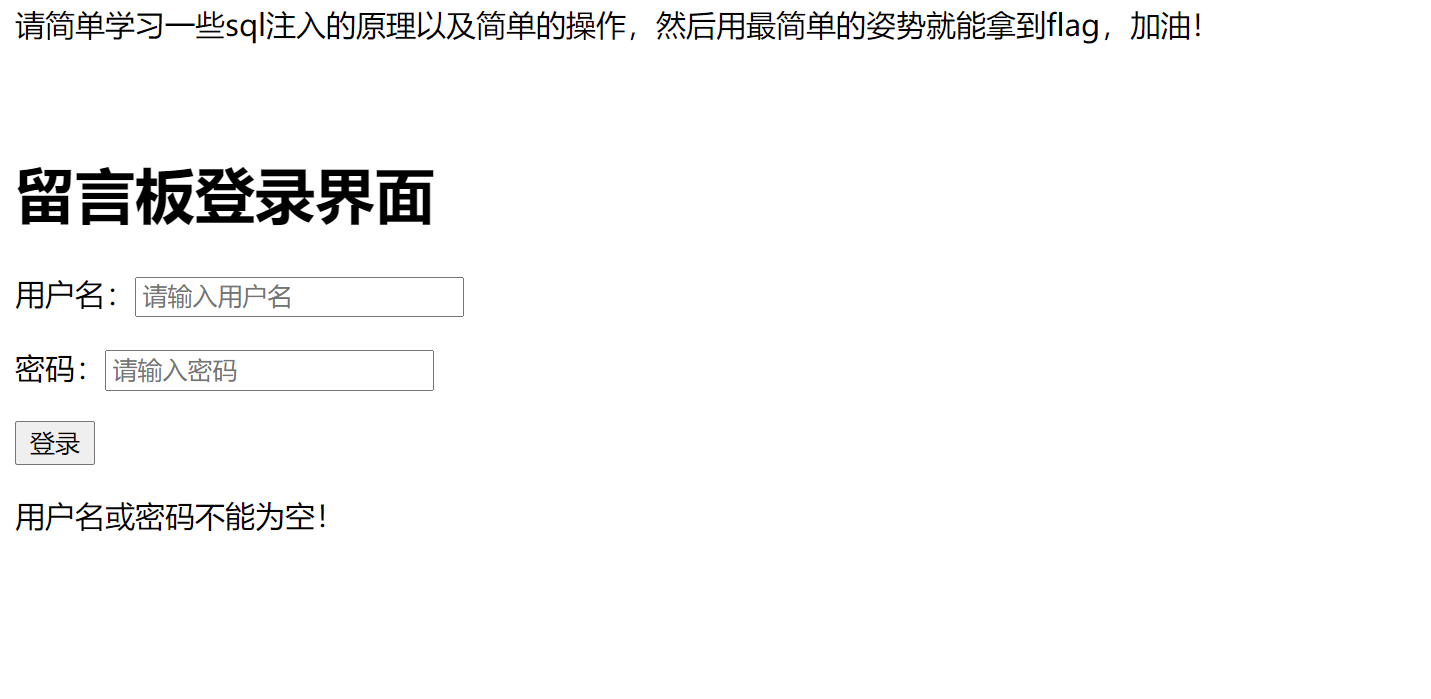 请简单学习一些sql注入的原理以及简单的操作，然后用最简单的姿势就能拿到flag，加油！
留言板登录界面
用户名：请输入用户名
密码：请输入密码
登录
用户名或密码不能为空！